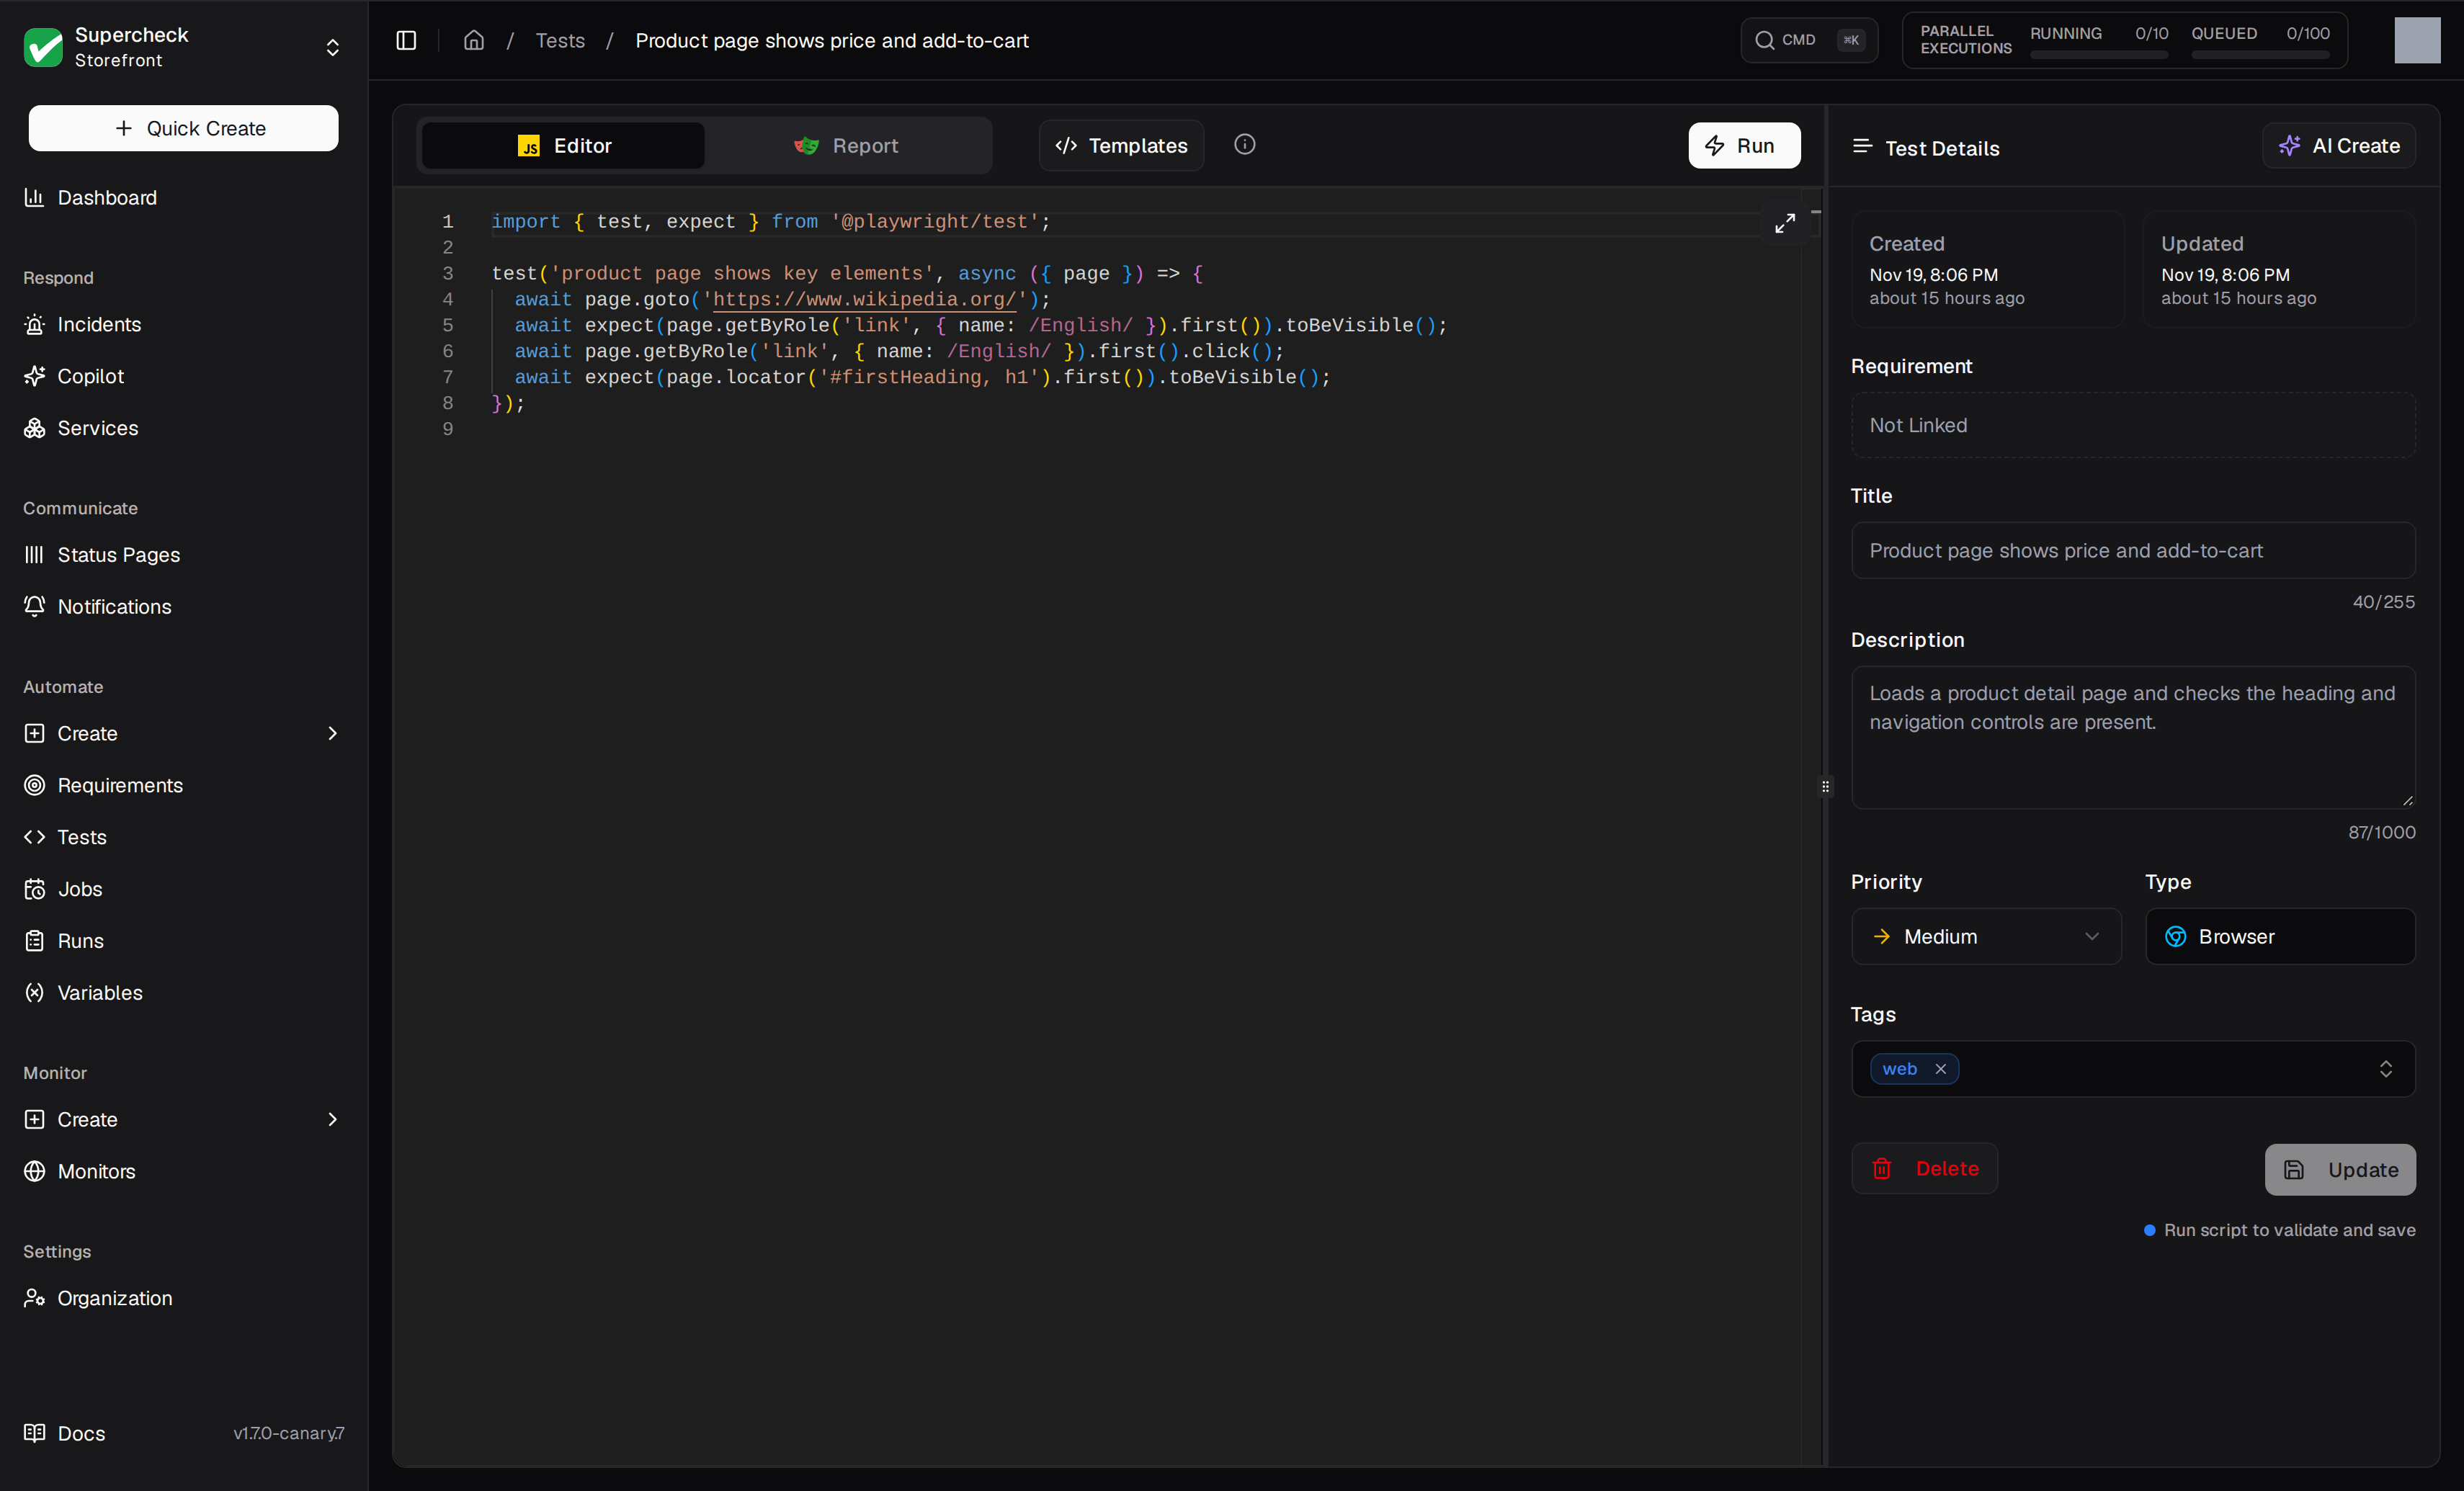 Supercheck
Storefront
Quick Create
Dashboard
Respond
Incidents
Copilot
Services
Communicate
Status Pages
Notifications
Automate
Create
Requirements
Tests
Jobs
Runs
Variables
Monitor
Create
Monitors
Settings
Organization
Docs v1.7.0-canary.7
/ Tests / Product page shows price and add-to-cart
CMD ⌘K
PARALLEL EXECUTIONS
RUNNING 0/10
QUEUED 0/100
JS Editor
Report
Templates
Run
1 import { test, expect } from '@playwright/test';
2
3 test('product page shows key elements', async ({ page }) => {
4 await page.goto('https://www.wikipedia.org/');
5 await expect(page.getByRole('link', { name: /English/ }).first()).toBeVisible();
6 await page.getByRole('link', { name: /English/ }).first().click();
7 await expect(page.locator('#firstHeading, h1').first()).toBeVisible();
8 });
9
Test Details
AI Create
Created
Nov 19, 8:06 PM
about 15 hours ago
Updated
Nov 19, 8:06 PM
about 15 hours ago
Requirement
Not Linked
Title
Product page shows price and add-to-cart
40/255
Description
Loads a product detail page and checks the heading and
navigation controls are present.
87/1000
Priority
Medium
Type
Browser
Tags
web
Delete
Update
Run script to validate and save